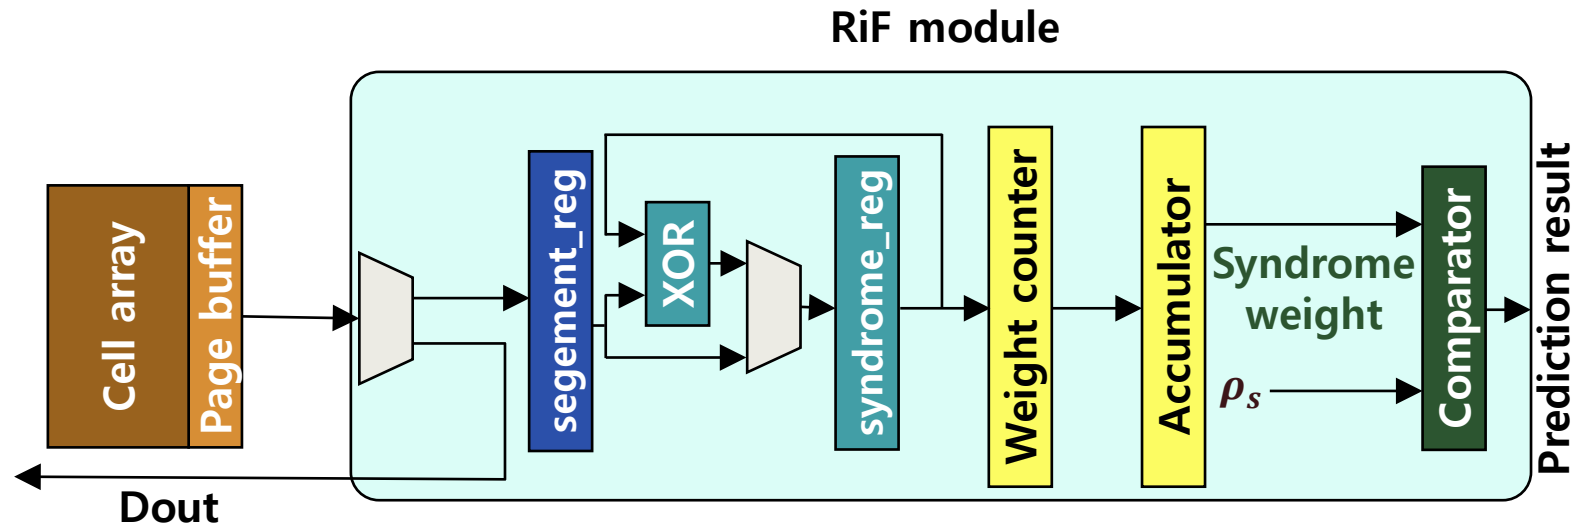 RiF module
Cell array
Page buffer
segement_reg
XOR
syndrome_reg
Weight counter
Accumulator
Syndrome
weight
ρₛ
Comparator
Prediction result
Dout